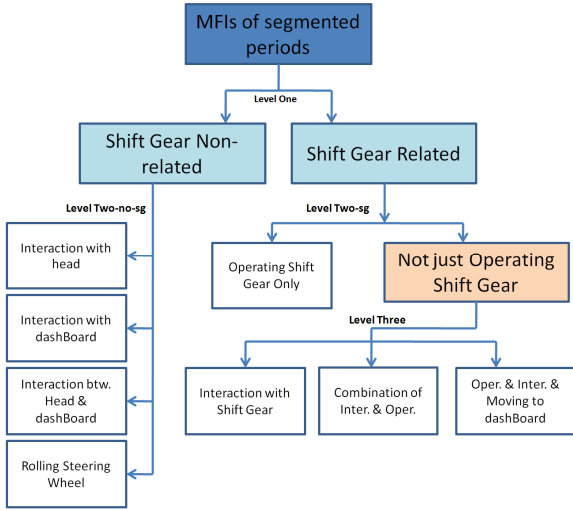 MFIs of segmented
periods
Level One
Shift Gear Non-
related
Shift Gear Related
Level Two-no-sg
Level Two-sg
Interaction with
head
Operating Shift
Gear Only
Not just Operating
Shift Gear
Interaction with
dashBoard
Level Three
Interaction btw.
Head &
dashBoard
Interaction with
Shift Gear
Combination of
Inter. & Oper.
Oper. & Inter. &
Moving to
dashBoard
Rolling Steering
Wheel